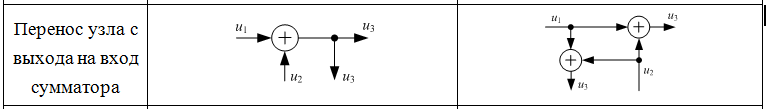 Перенос узла с
выхода на вход
сумматора
u1
+
u3
u2
u3
u1
+
u3
+
u2
u3